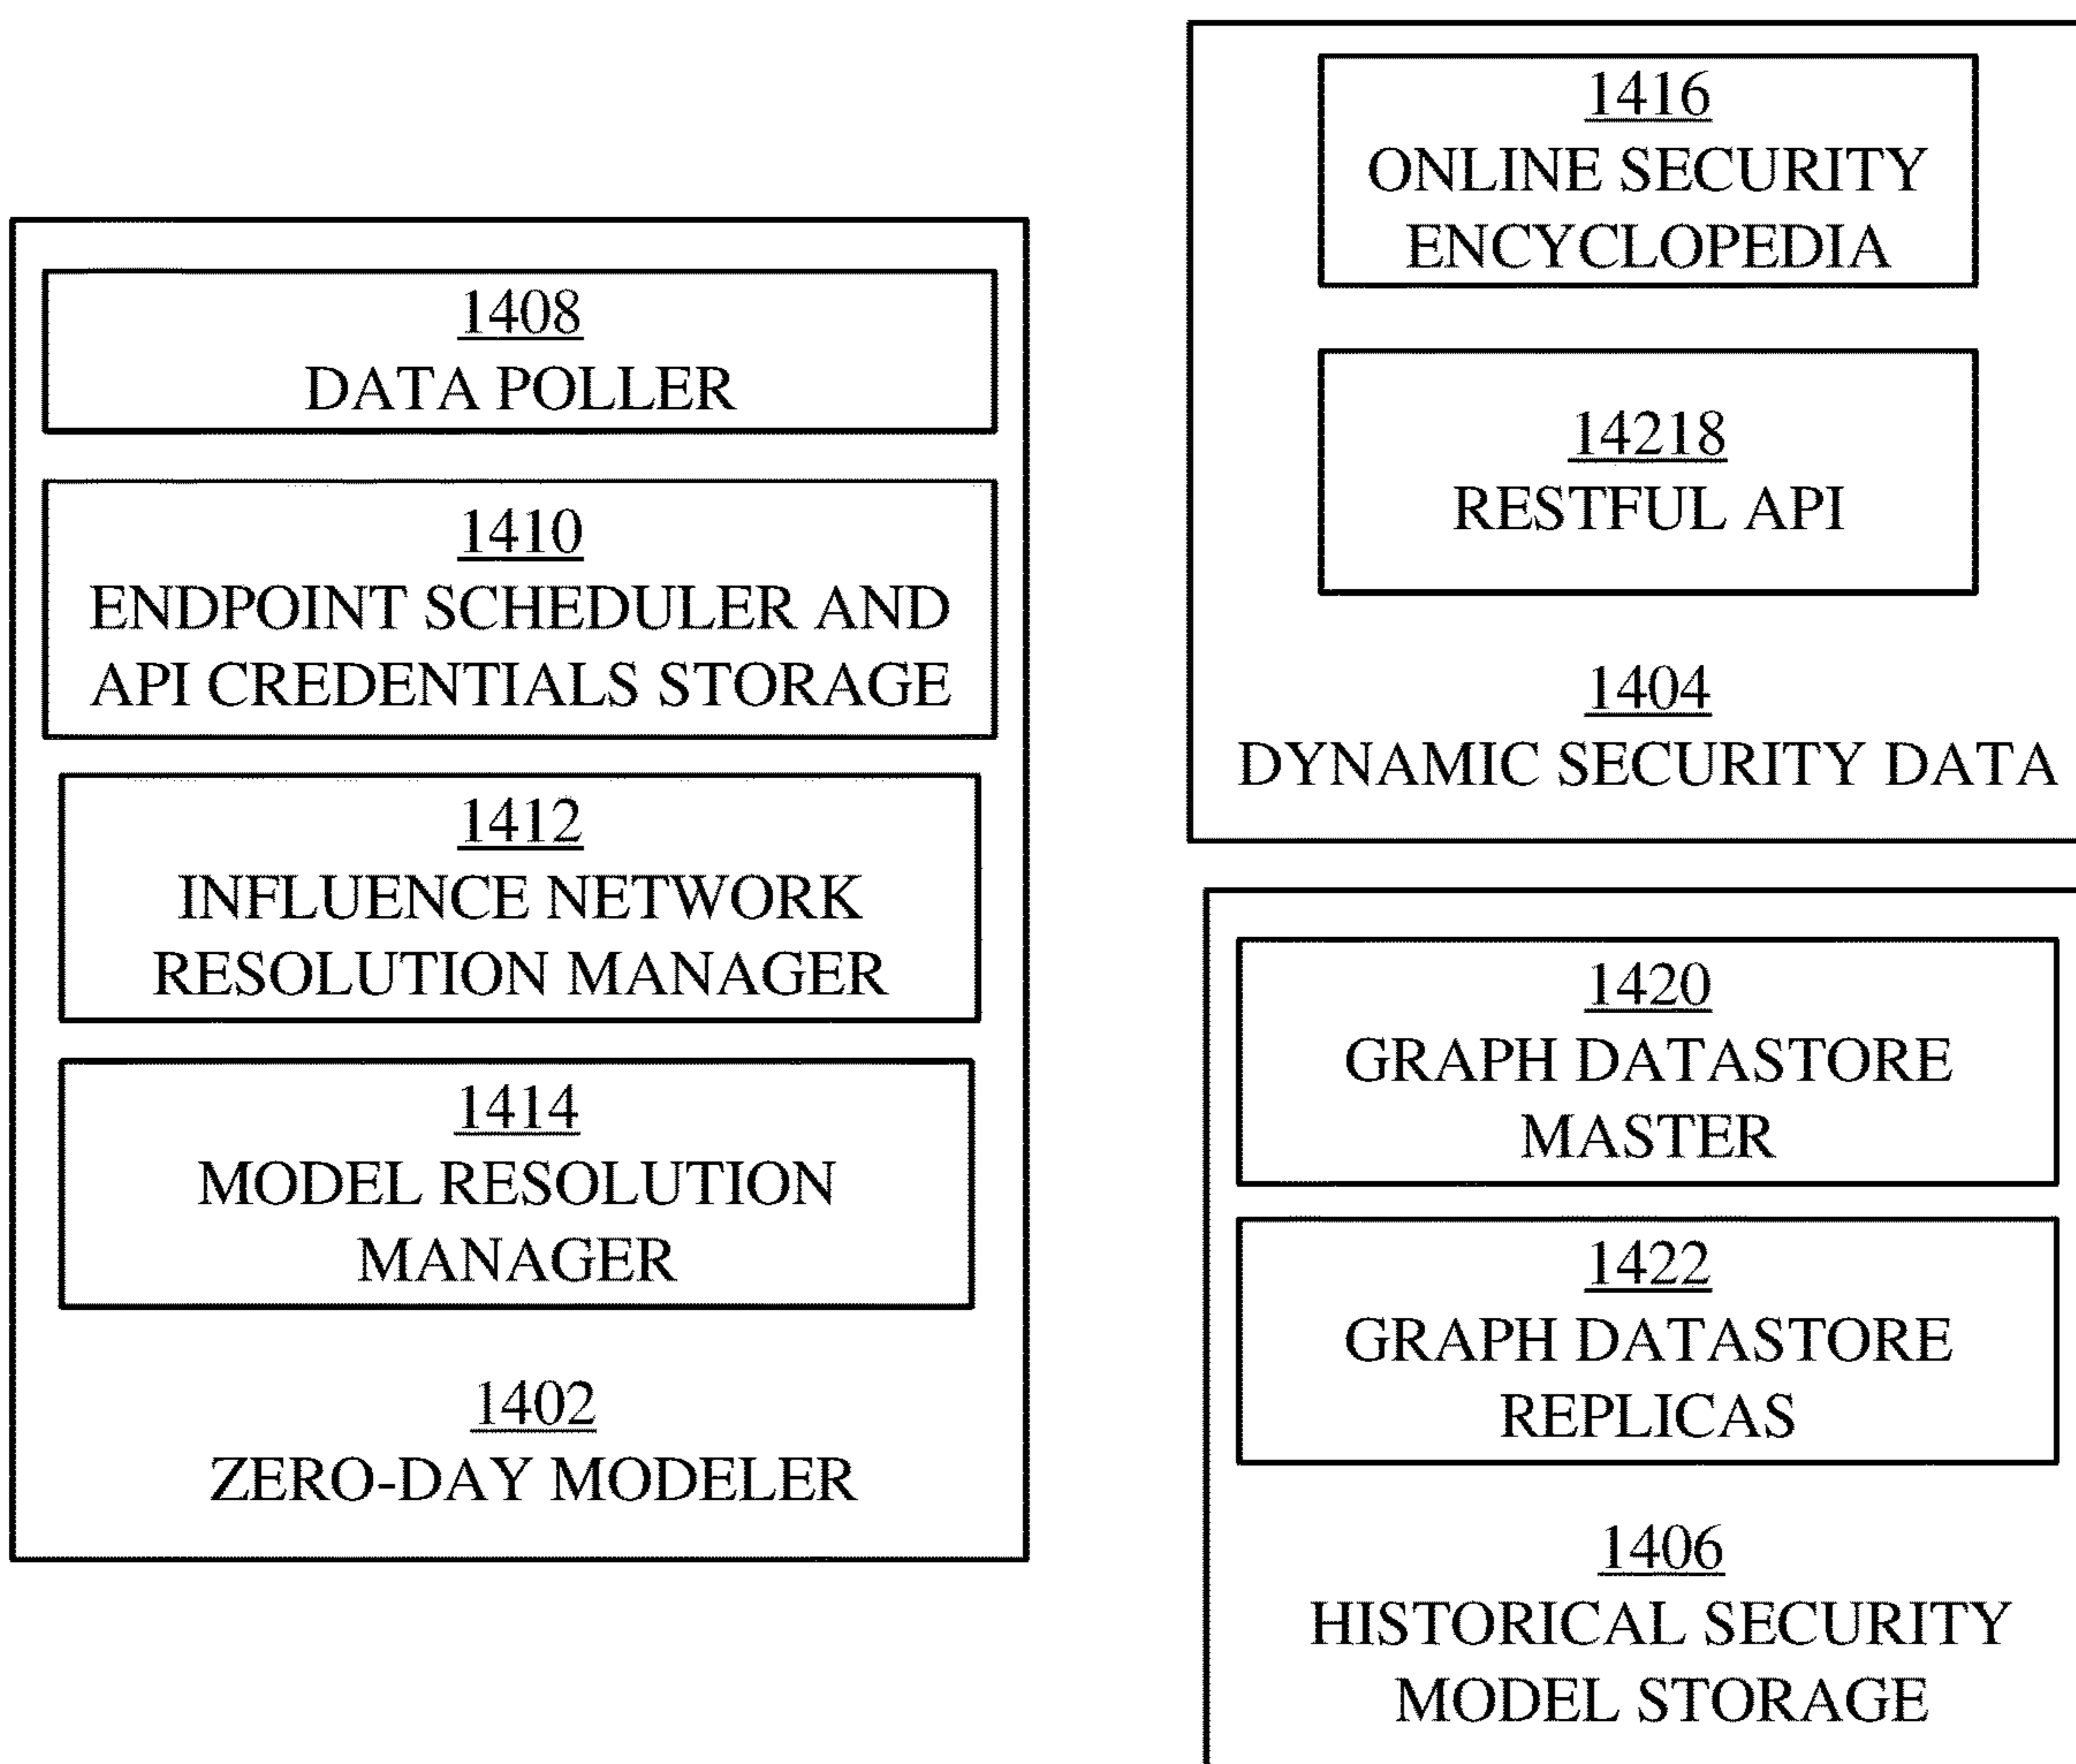 1408
DATA POLLER
1410
ENDPOINT SCHEDULER AND
API CREDENTIALS STORAGE
1412
INFLUENCE NETWORK
RESOLUTION MANAGER
1414
MODEL RESOLUTION
MANAGER
1402
ZERO-DAY MODELER
1416
ONLINE SECURITY
ENCYCLOPEDIA
14218
RESTFUL API
1404
DYNAMIC SECURITY DATA
1420
GRAPH DATASTORE
MASTER
1422
GRAPH DATASTORE
REPLICAS
1406
HISTORICAL SECURITY
MODEL STORAGE